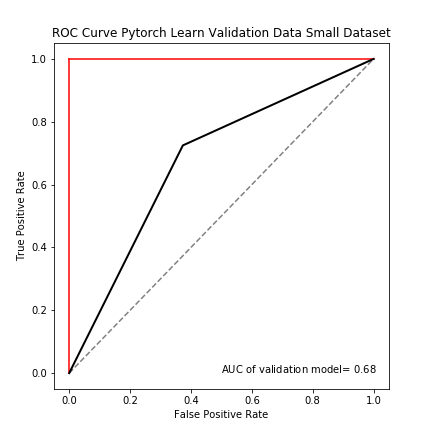 ROC Curve Pytorch Learn Validation Data Small Dataset
1.0
0.8
0.6
0.4
0.2
0.0
True Positive Rate
AUC of validation model= 0.68
0.0 0.2 0.4 0.6 0.8 1.0
False Positive Rate